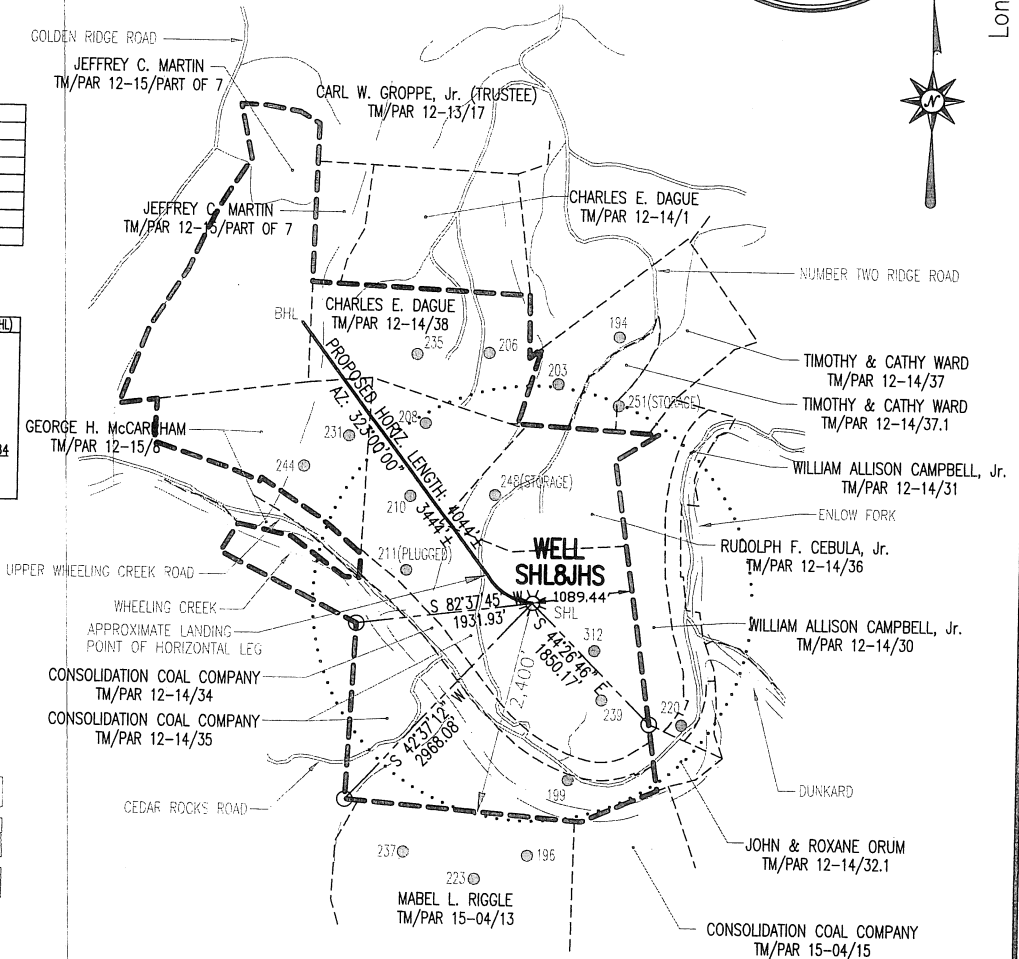 Lon
GOLDEN RIDGE ROAD
JEFFREY C. MARTIN
TM/PAR 12-15/PART OF 7
CARL W. GROPPE, Jr. (TRUSTEE)
TM/PAR 12-13/17
N
JEFFREY C. MARTIN
TM/PAR 12-15/PART OF 7
CHARLES E. DAGUE
TM/PAR 12-14/1
NUMBER TWO RIDGE ROAD
HL)
BHL
CHARLES E. DAGUE
TM/PAR 12-14/38
194
235
206
203
TIMOTHY & CATHY WARD
TM/PAR 12-14/37
251(STORAGE)
TIMOTHY & CATHY WARD
TM/PAR 12-14/37.1
PROPOSED HORIZ. LENGTH: 4044'±
AZ. 323°00'00" 3444'±
208
231
GEORGE H. McCARGHAM
TM/PAR 12-15/8
34
244
WILLIAM ALLISON CAMPBELL, Jr.
TM/PAR 12-14/31
248(STORAGE)
210
ENLOW FORK
RUDOLPH F. CEBULA, Jr.
TM/PAR 12-14/36
WELL
SHL8JHS
211(PLUGGED)
UPPER WHEELING CREEK ROAD
1089.44'
SHL
S 82°37'45" W
1931.93'
WHEELING CREEK
APPROXIMATE LANDING
POINT OF HORIZONTAL LEG
312
WILLIAM ALLISON CAMPBELL, Jr.
TM/PAR 12-14/30
S 44°26'46" E
1850.17'
CONSOLIDATION COAL COMPANY
TM/PAR 12-14/34
2,400'
239
220
CONSOLIDATION COAL COMPANY
TM/PAR 12-14/35
S 42°37'12" W
2968.08'
199
CEDAR ROCKS ROAD
DUNKARD
237
196
223
JOHN & ROXANE ORUM
TM/PAR 12-14/32.1
MABEL L. RIGGLE
TM/PAR 15-04/13
CONSOLIDATION COAL COMPANY
TM/PAR 15-04/15